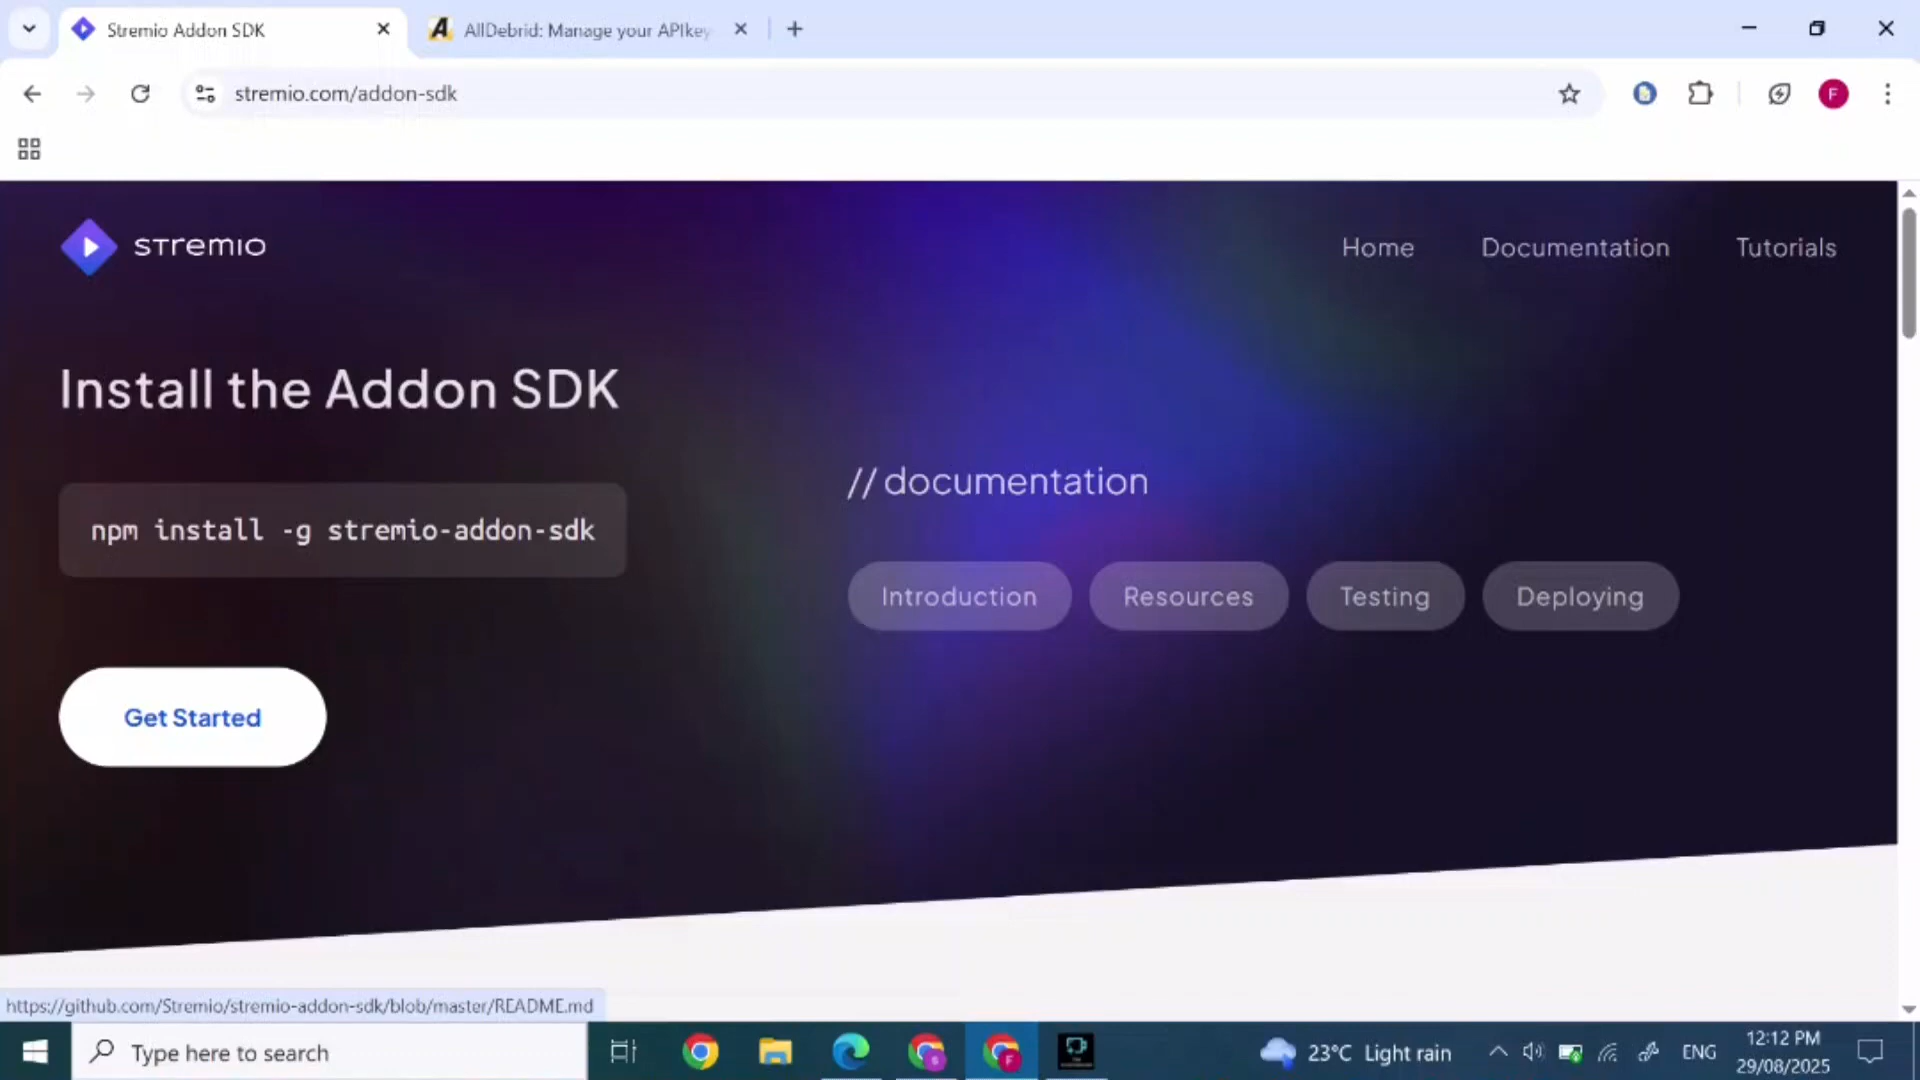 Stremio Addon SDK
AllDebrid: Manage your APIkey
stremio.com/addon-sdk
F
stremio
Home
Documentation
Tutorials
Install the Addon SDK
npm install -g stremio-addon-sdk
// documentation
Introduction
Resources
Testing
Deploying
Get Started
https://github.com/Stremio/stremio-addon-sdk/blob/master/README.md
Type here to search
23°C Light rain
ENG
12:12 PM
29/08/2025